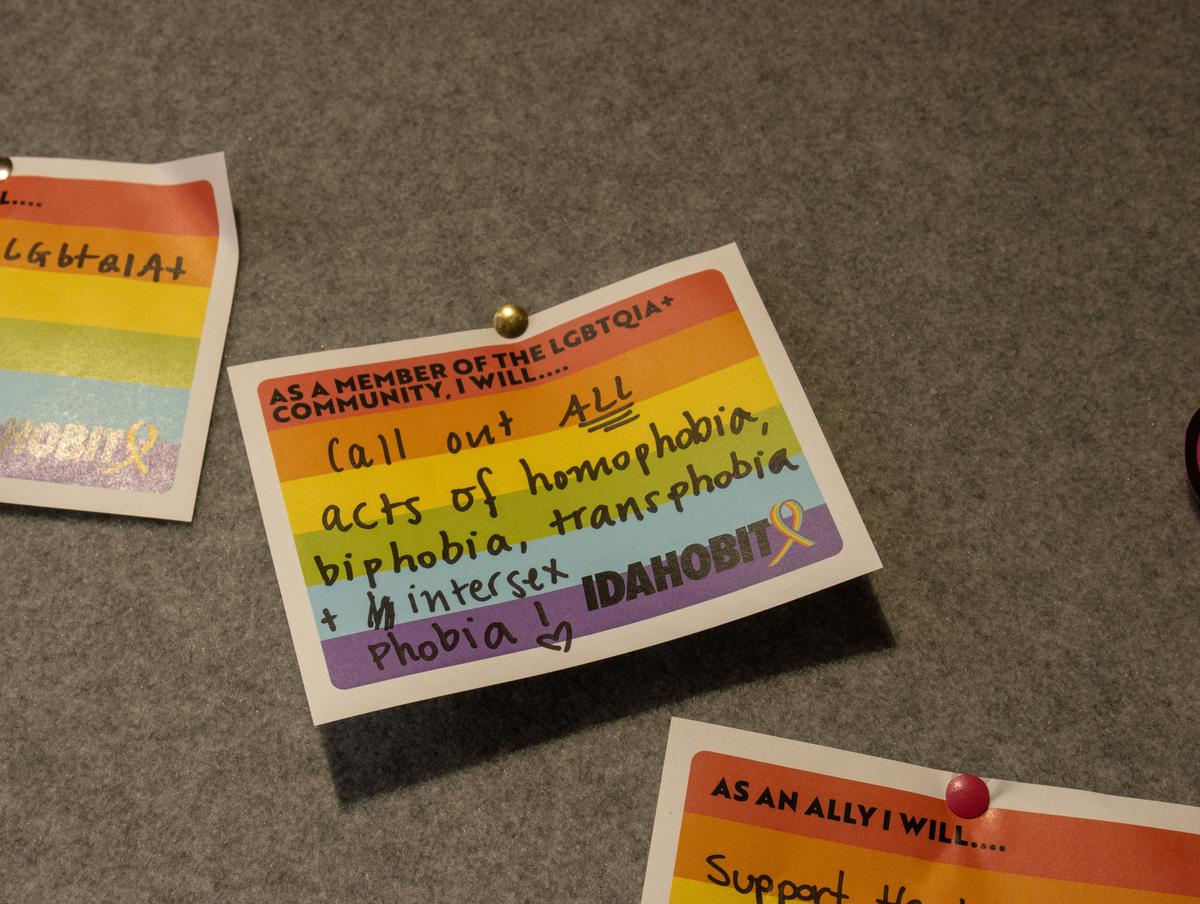 L....
LGbtqIA+
NOBIT
AS A MEMBER OF THE LGBTQIA+
COMMUNITY, I WILL....
Call out ALL
acts of homophobia,
biphobia, transphobia
+ intersex
phobia!
IDAHOBIT
AS AN ALLY I WILL....
Support